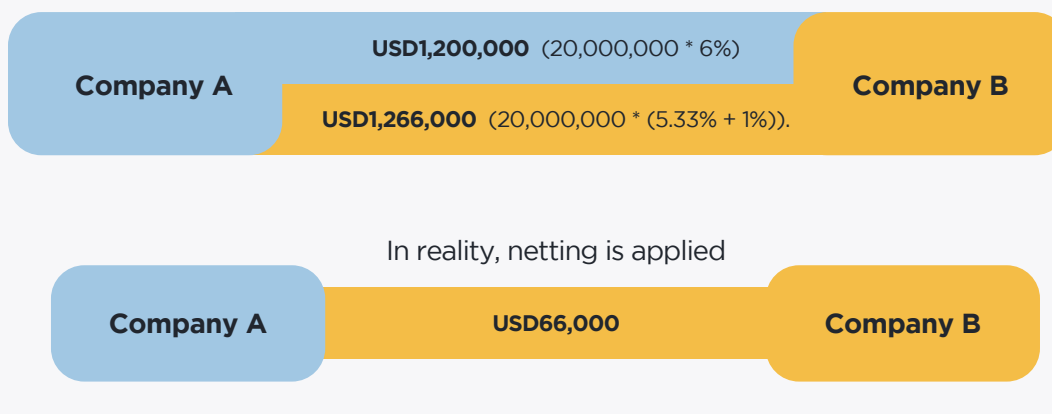 USD1,200,000 (20,000,000 * 6%)
Company A
Company B
USD1,266,000 (20,000,000 * (5.33% + 1%)).
In reality, netting is applied
Company A
USD66,000
Company B